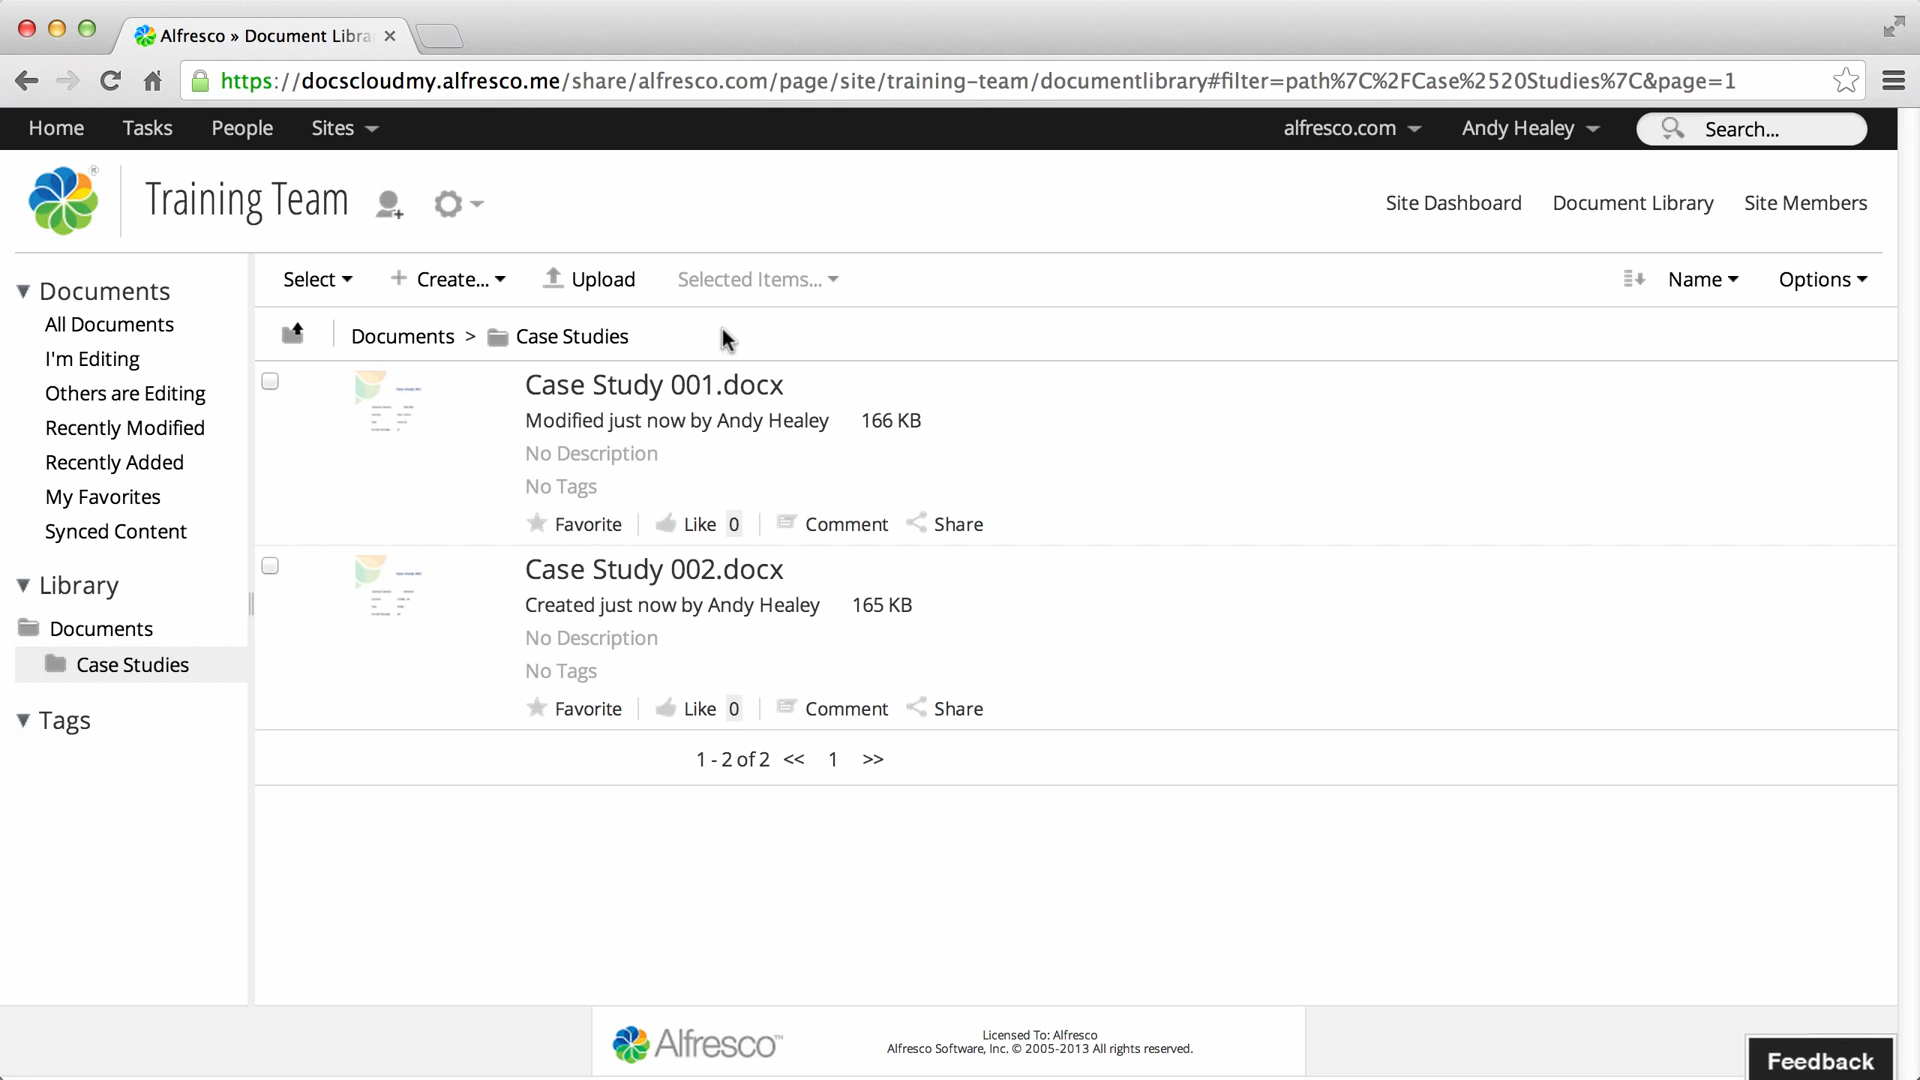 Alfresco » Document Libra
https://docscloudmy.alfresco.me/share/alfresco.com/page/site/training-team/documentlibrary#filter=path%7C%2FCase%2520Studies%7C&page=1
Home Tasks People Sites alfresco.com Andy Healey Search...
Training Team Site Dashboard Document Library Site Members
Select Create... Upload Selected Items... Name Options
Documents
All Documents
I'm Editing
Others are Editing
Recently Modified
Recently Added
My Favorites
Synced Content
Library
Documents
Case Studies
Tags
Documents > Case Studies
Case Study 001.docx
Modified just now by Andy Healey 166 KB
No Description
No Tags
Favorite Like 0 Comment Share
Case Study 002.docx
Created just now by Andy Healey 165 KB
No Description
No Tags
Favorite Like 0 Comment Share
1 - 2 of 2 << 1 >>
Alfresco™
Licensed To: Alfresco
Alfresco Software, Inc. © 2005-2013 All rights reserved.
Feedback